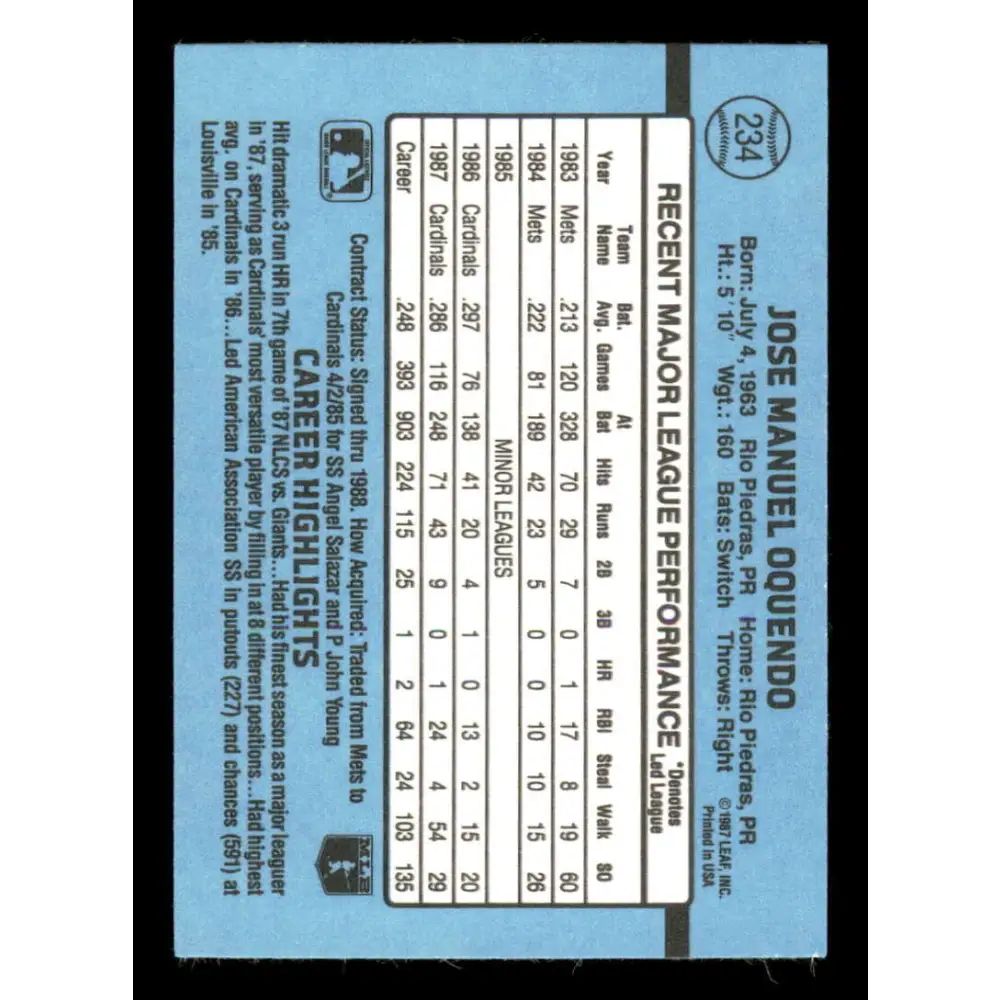 234
JOSE MANUEL OQUENDO
Born: July 4, 1963 Rio Piedras, PR Home: Rio Piedras, PR
Ht.: 5'10" Wgt.: 160 Bats: Switch Throws: Right
©1987 LEAF, INC.
Printed in USA
RECENT MAJOR LEAGUE PERFORMANCE
*Denotes
Led League
Year Team Name Bat. Avg. Games At Bat Hits Runs 2B 3B HR RBI Steal Walk SO
1983 Mets .213 120 328 70 29 7 0 1 17 8 19 60
1984 Mets .222 81 189 42 23 5 0 0 10 10 15 26
1985 MINOR LEAGUES
1986 Cardinals .297 76 138 41 20 4 1 0 13 2 15 20
1987 Cardinals .286 116 248 71 43 9 0 1 24 4 54 29
Career .248 393 903 224 115 25 1 2 64 24 103 135
Contract Status: Signed thru 1988. How Acquired: Traded from Mets to
Cardinals 4/2/85 for SS Angel Salazar and P John Young
CAREER HIGHLIGHTS
Hit dramatic 3 run HR in 7th game of '87 NLCS vs. Giants...Had his finest season as a major leaguer
in '87, serving as Cardinals' most versatile player by filling in at 8 different positions...Had highest
avg. on Cardinals in '86...Led American Association SS in putouts (227) and chances (591) at
Louisville in '85.